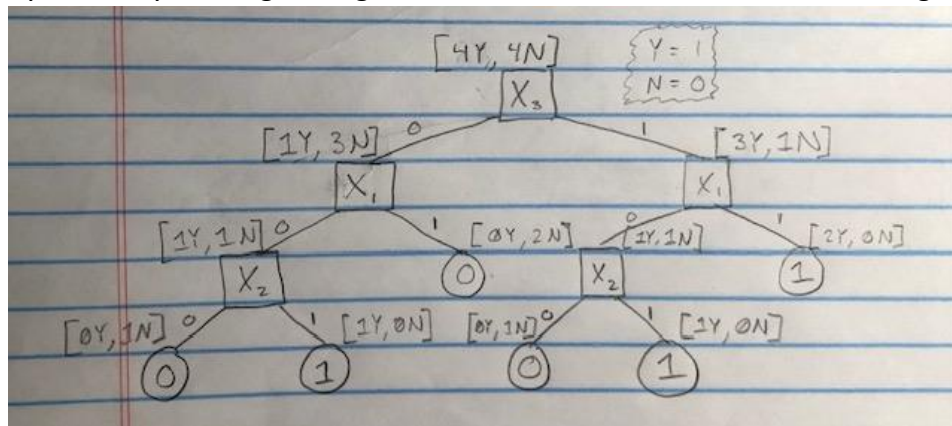 [4Y, 4N]
Y = 1
N = 0
X₃
[1Y, 3N] 0 1 [3Y, 1N]
X₁ X₁
[1Y, 1N] 0 1 [0Y, 2N] [1Y, 1N] 0 1 [2Y, 0N]
X₂ 0 X₂ 1
[0Y, 1N] 0 1 [1Y, 0N] [0Y, 1N] 0 1 [1Y, 0N]
0 1 0 1